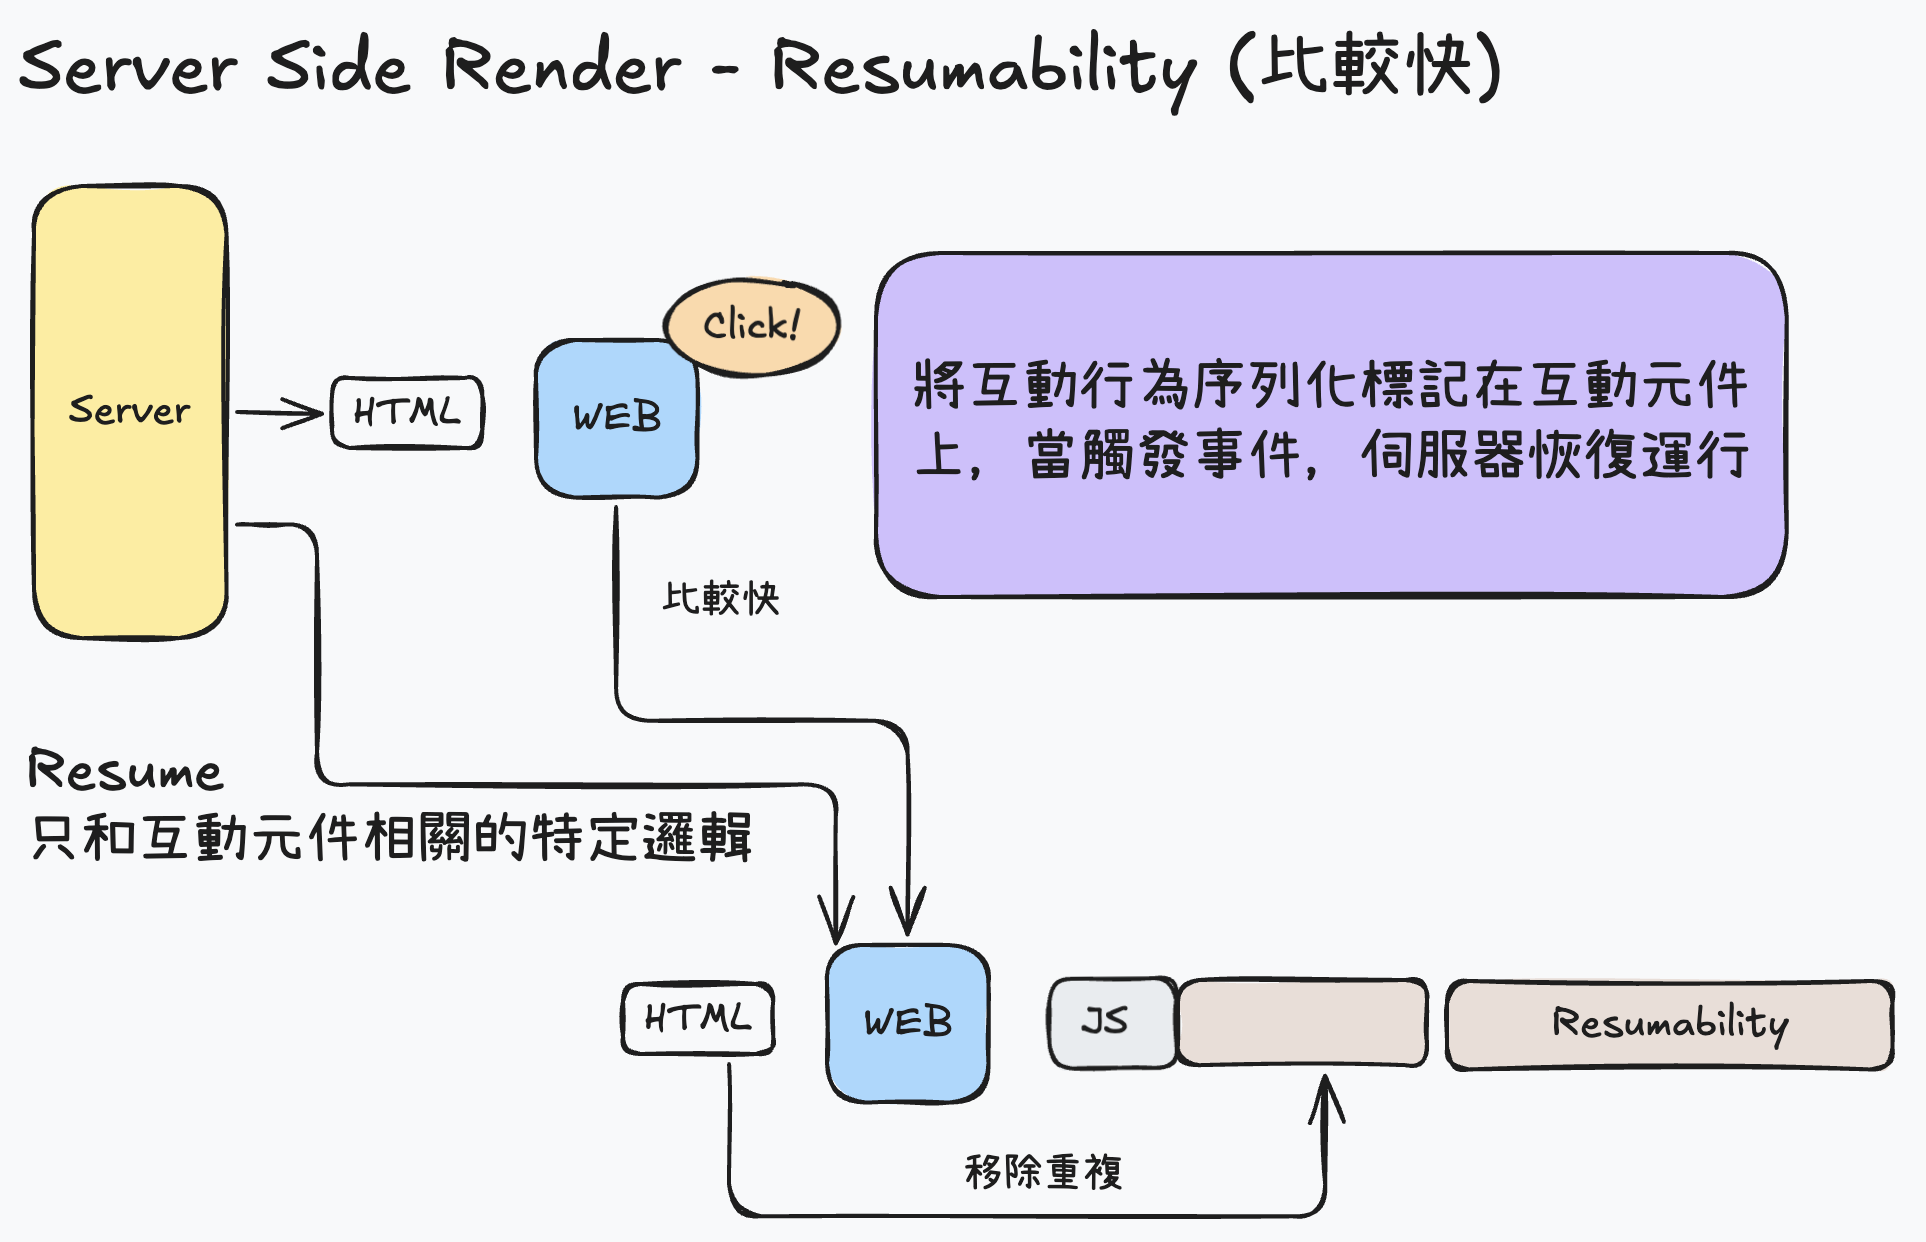 Server Side Render - Resumability (比較快)
Click!
Server
HTML
WEB
將互動行為序列化標記在互動元件
上，當觸發事件，伺服器恢復運行
比較快
Resume
只和互動元件相關的特定邏輯
HTML
WEB
JS
Resumability
移除重複